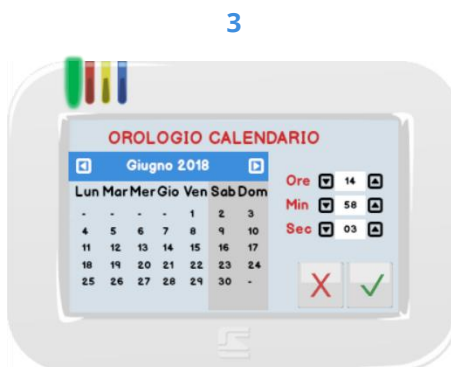 3
OROLOGIO CALENDARIO
Giugno 2018
Lun Mar Mer Gio Ven Sab Dom
- - - - 1 2 3
4 5 6 7 8 9 10
11 12 13 14 15 16 17
18 19 20 21 22 23 24
25 26 27 28 29 30 -
Ore 14
Min 58
Sec 03